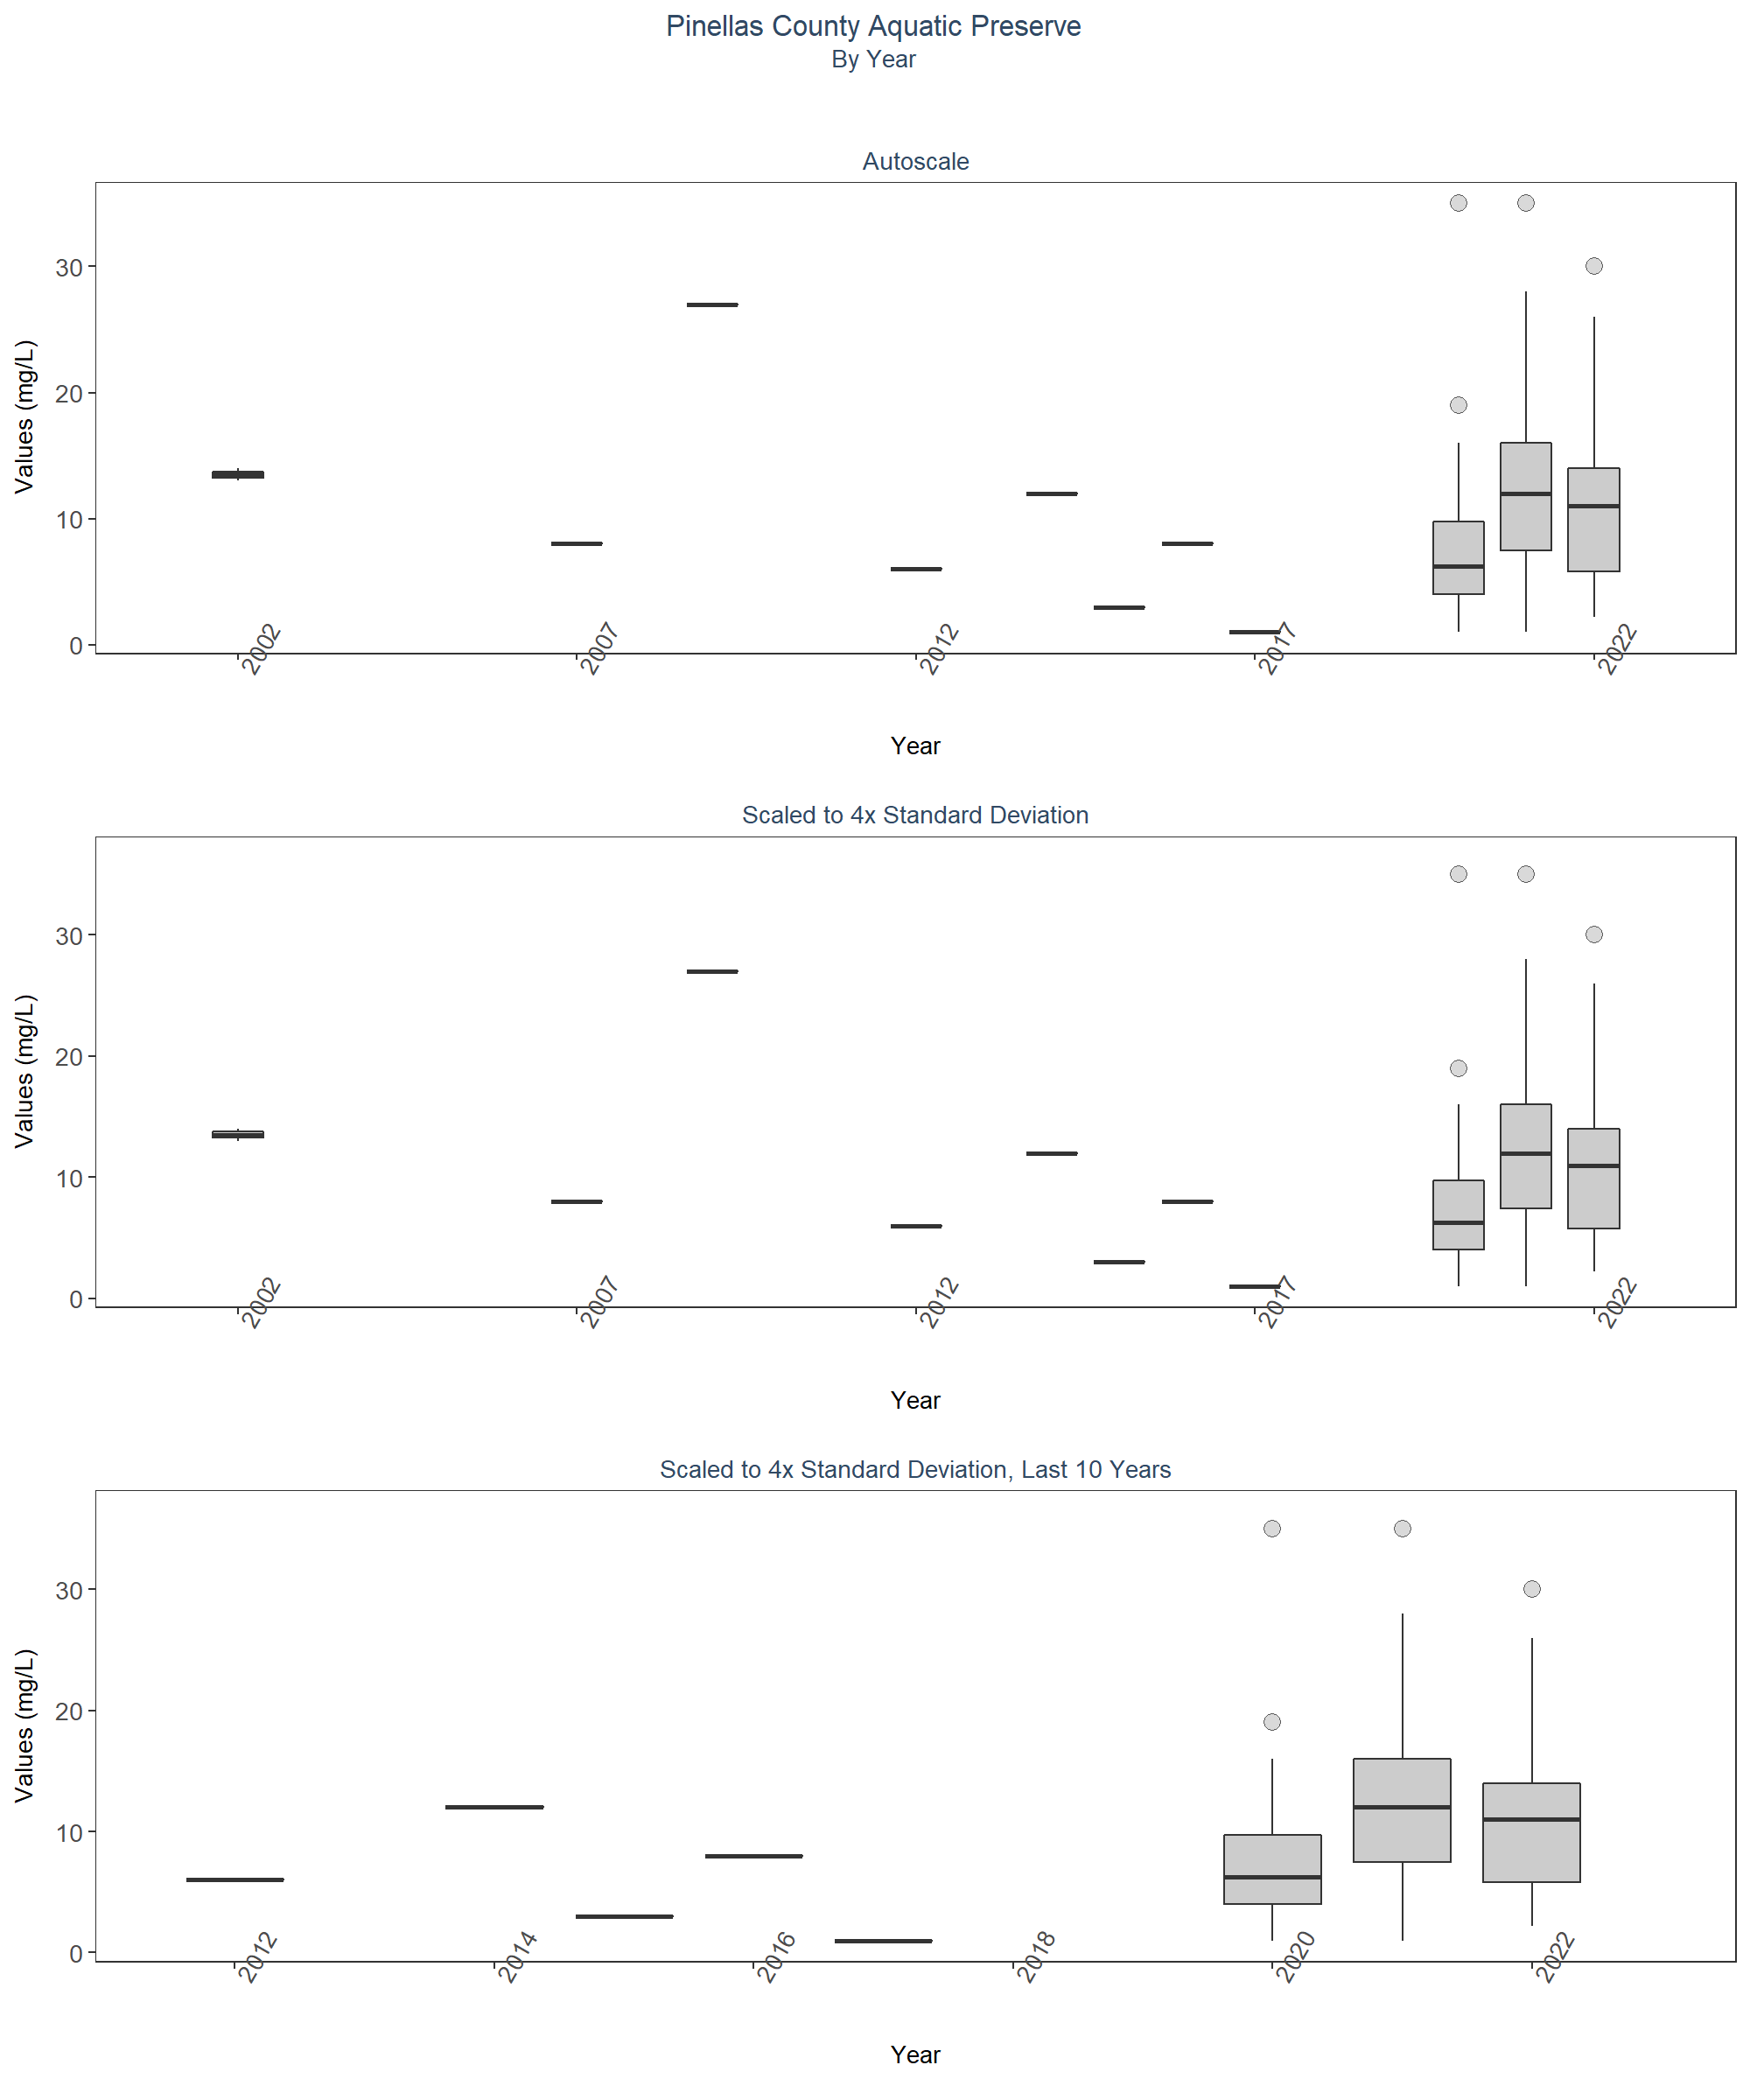 Pinellas County Aquatic Preserve
By Year
Autoscale
Values (mg/L)
30
20
10
0
2002 2007 2012 2017 2022
Year
Scaled to 4x Standard Deviation
Values (mg/L)
30
20
10
0
2002 2007 2012 2017 2022
Year
Scaled to 4x Standard Deviation, Last 10 Years
Values (mg/L)
30
20
10
0
2012 2014 2016 2018 2020 2022
Year